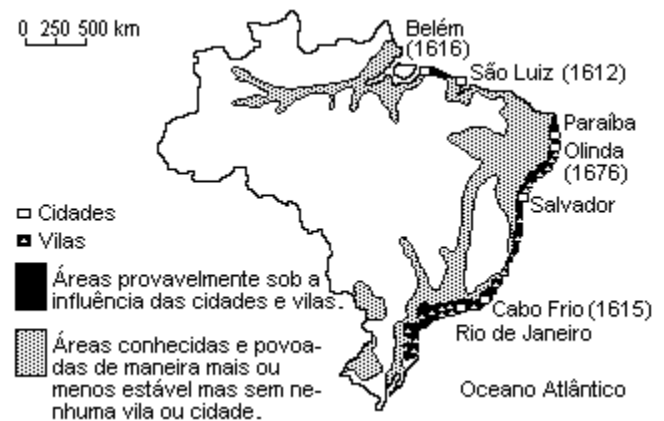 0 250 500 km
Belém
(1616)
São Luiz (1612)
Paraíba
Olinda
(1676)
Salvador
Cidades
Vilas
Áreas provavelmente sob a
influência das cidades e vilas.
Cabo Frio (1615)
Rio de Janeiro
Áreas conhecidas e povoa-
das de maneira mais ou
menos estável mas sem ne-
nhuma vila ou cidade.
Oceano Atlântico